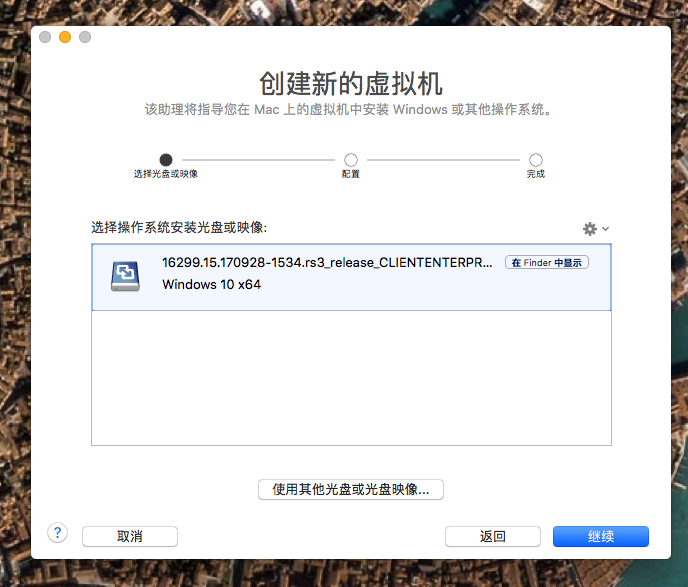 创建新的虚拟机
该助理将指导您在 Mac 上的虚拟机中安装 Windows 或其他操作系统。
选择光盘或映像
配置
完成
选择操作系统安装光盘或映像:
16299.15.170928-1534.rs3_release_CLIENTENTERPR...
在 Finder 中显示
Windows 10 x64
使用其他光盘或光盘映像...
?
取消
返回
继续